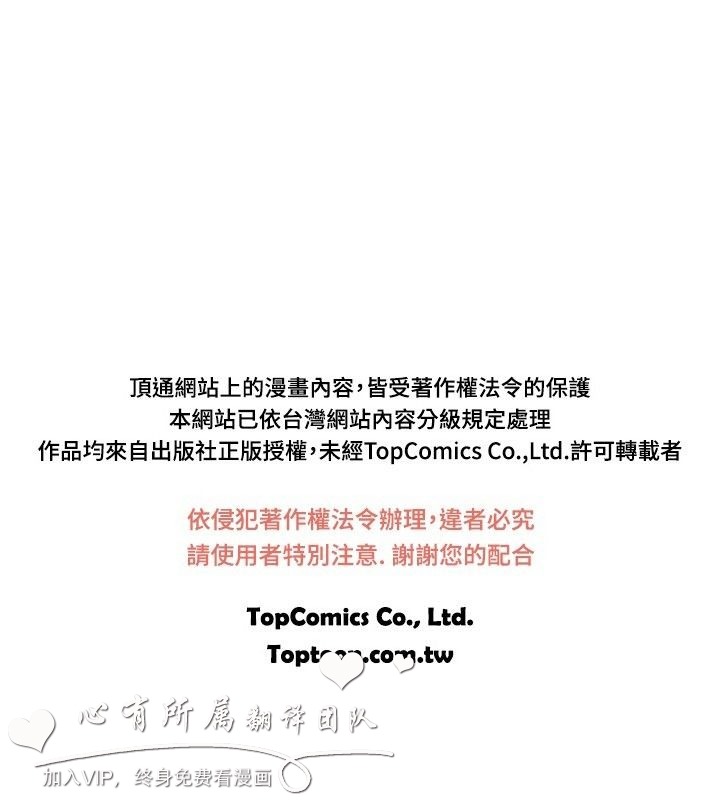 頂通網站上的漫畫內容,皆受著作權法令的保護
本網站已依台灣網站內容分級規定處理
作品均來自出版社正版授權,未經TopComics Co.,Ltd.許可轉載者
依侵犯著作權法令辦理,違者必究
請使用者特別注意. 謝謝您的配合
TopComics Co., Ltd.
Toptoon.com.tw
心有所属翻译团队
加入VIP，终身免费看漫画